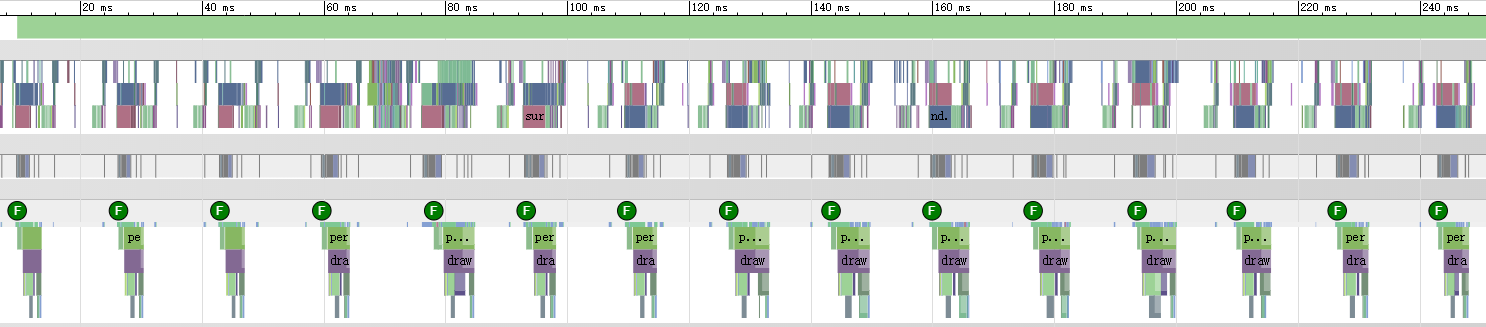 20 ms 40 ms 60 ms 80 ms 100 ms 120 ms 140 ms 160 ms 180 ms 200 ms 220 ms 240 ms
sur nd.
F F F F F F F F F F F F F F F
pe per p... per per p... p... p... p... p... p... per per
dra draw dra dra draw draw draw draw draw draw dra dra